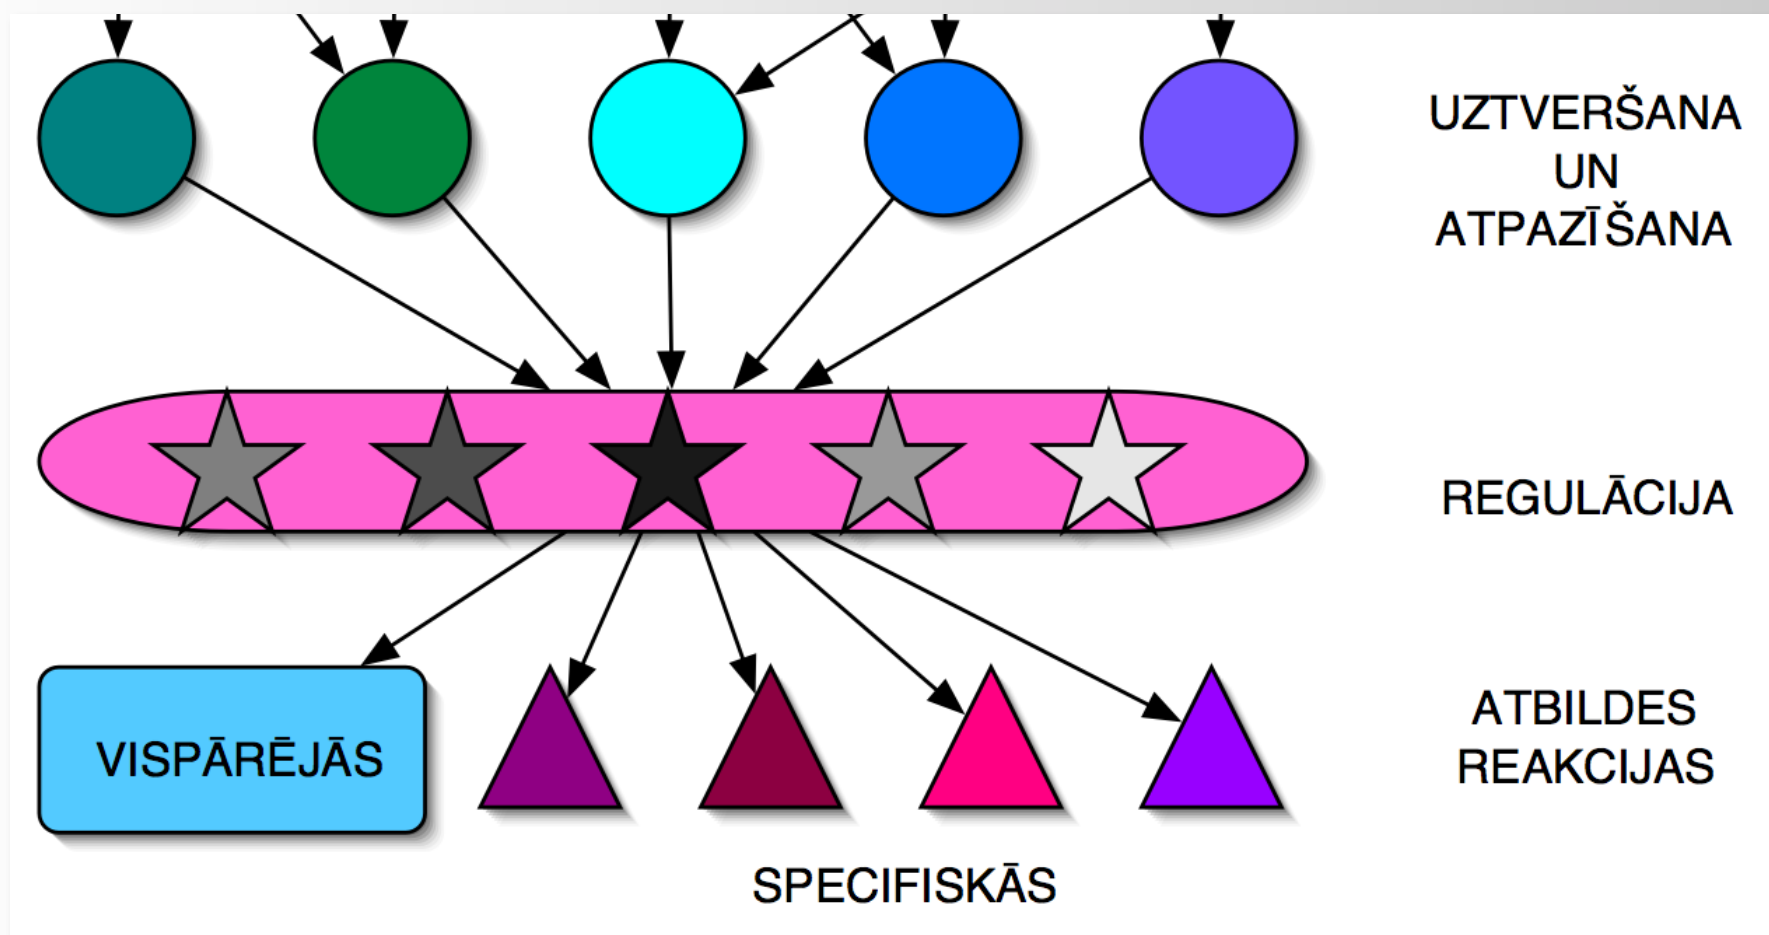 UZTVERŠANA
UN
ATPAZĪŠANA
REGULĀCIJA
VISPĀRĒJĀS
ATBILDES
REAKCIJAS
SPECIFISKĀS